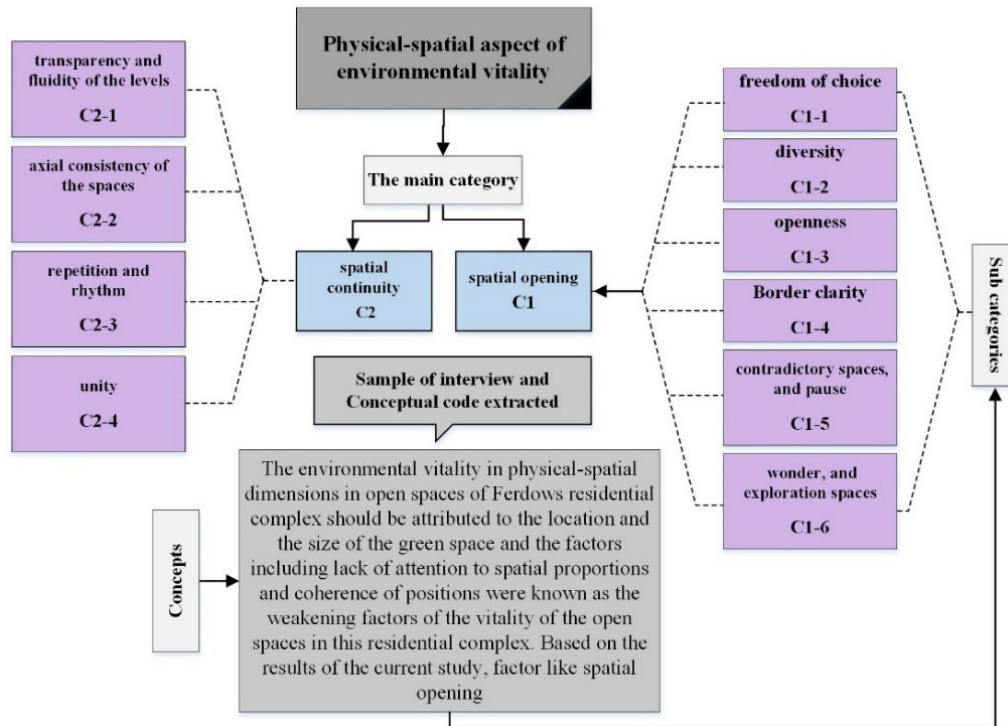 Physical-spatial aspect of
environmental vitality
The main category
spatial
continuity
C2
spatial opening
C1
transparency and
fluidity of the levels
C2-1
axial consistency of
the spaces
C2-2
repetition and
rhythm
C2-3
unity
C2-4
freedom of choice
C1-1
diversity
C1-2
openness
C1-3
Border clarity
C1-4
contradictory spaces,
and pause
C1-5
wonder, and
exploration spaces
C1-6
Sub categories
Sample of interview and
Conceptual code extracted
Concepts
The environmental vitality in physical-spatial
dimensions in open spaces of Ferdows residential
complex should be attributed to the location and
the size of the green space and the factors
including lack of attention to spatial proportions
and coherence of positions were known as the
weakening factors of the vitality of the open
spaces in this residential complex. Based on the
results of the current study, factor like spatial
opening